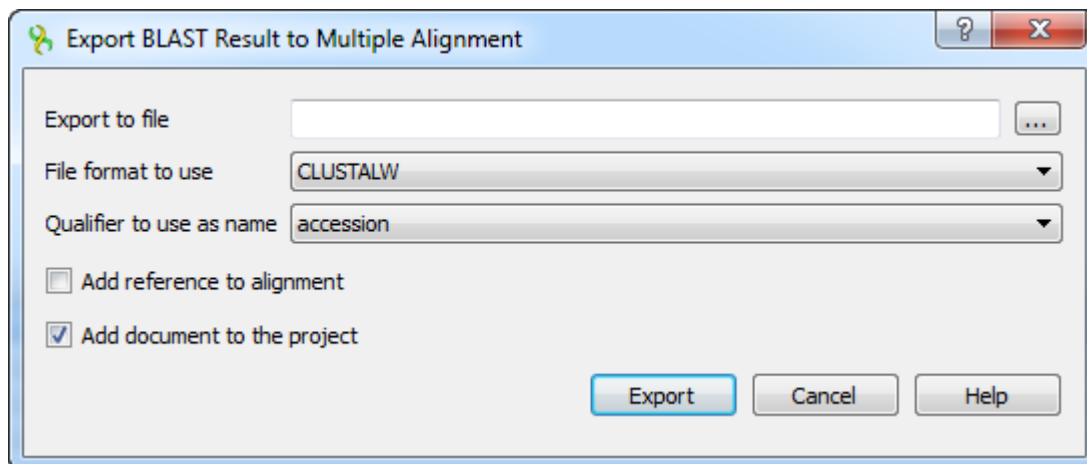 Export BLAST Result to Multiple Alignment
?
Export to file
...
File format to use CLUSTALW
Qualifier to use as name accession
Add reference to alignment
Add document to the project
Export Cancel Help